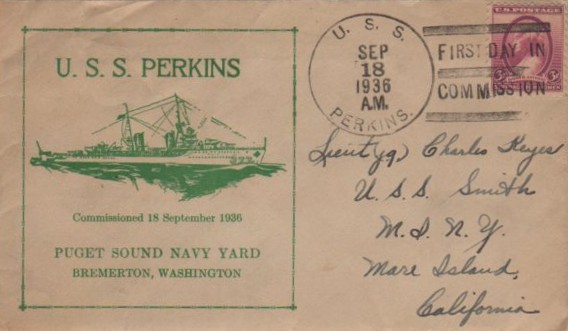 U. S. S. PERKINS
Commissioned 18 September 1936
PUGET SOUND NAVY YARD
BREMERTON, WASHINGTON
U. S. S.
SEP
18
1936
A.M.
PERKINS.
FIRST DAY IN
COMMISSION
U.S. POSTAGE
3¢
Lieut (jg) Charles Keyes
U. S. S. Smith
M. I. N. Y.
Mare Island,
California